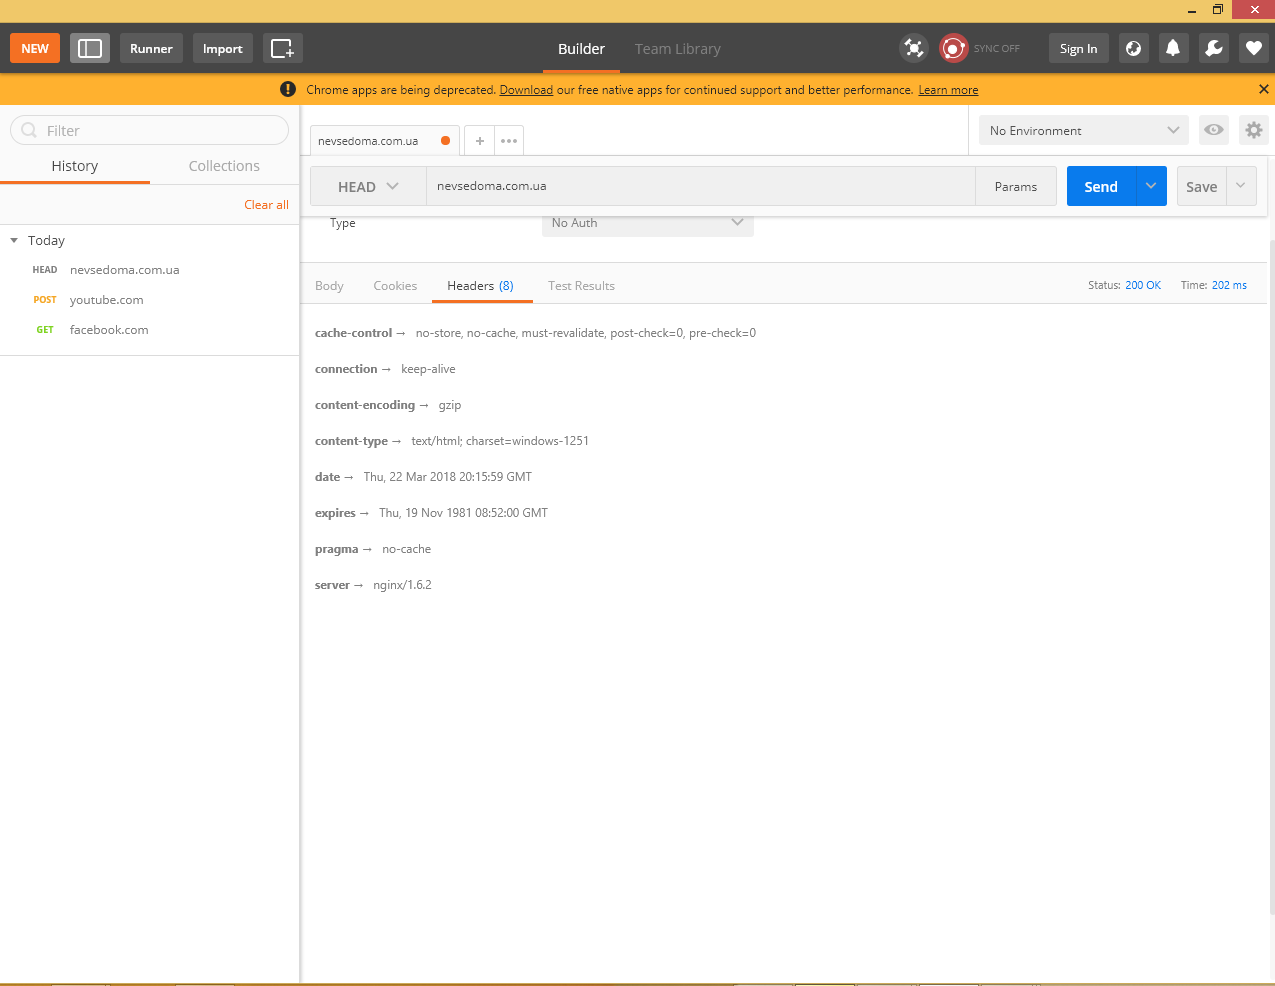 NEW Runner Import Builder Team Library SYNC OFF Sign In
Chrome apps are being deprecated. Download our free native apps for continued support and better performance. Learn more
Filter
History Collections
Clear all
Today
HEAD nevsedoma.com.ua
POST youtube.com
GET facebook.com
nevsedoma.com.ua + ••• No Environment
HEAD nevsedoma.com.ua Params Send Save
Type No Auth
Body Cookies Headers (8) Test Results Status: 200 OK Time: 202 ms
cache-control → no-store, no-cache, must-revalidate, post-check=0, pre-check=0
connection → keep-alive
content-encoding → gzip
content-type → text/html; charset=windows-1251
date → Thu, 22 Mar 2018 20:15:59 GMT
expires → Thu, 19 Nov 1981 08:52:00 GMT
pragma → no-cache
server → nginx/1.6.2